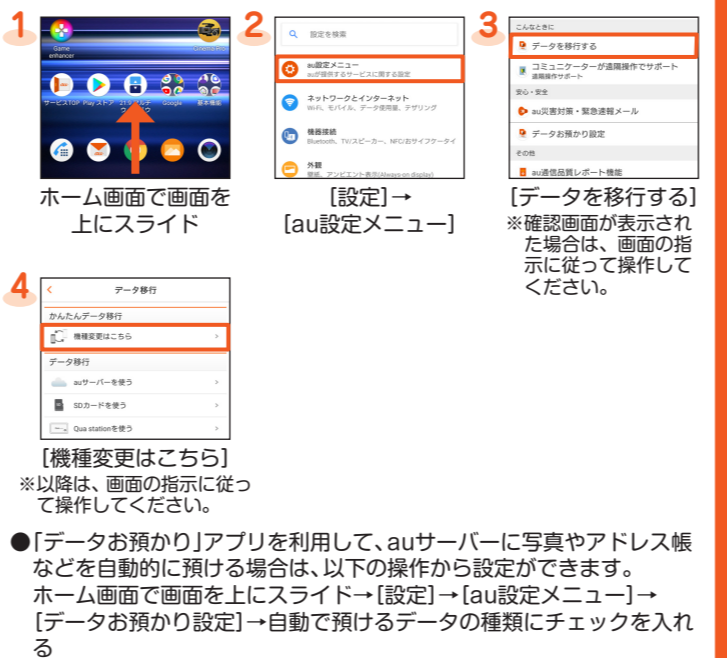 1
Game
enhancer
Cinema Pro
サービスTOP
Play ストア
Google
基本機能
ホーム画面で画面を
上にスライド
2
設定を検索
au設定メニュー
auが提供するサービスに関する設定
ネットワークとインターネット
Wi-Fi、モバイル、データ使用量、テザリング
機器接続
Bluetooth、TV/スピーカー、NFC/おサイフケータイ
外観
壁紙、アンビエント表示(Always-on display)
[設定]→
[au設定メニュー]
3
こんなときに
データを移行する
コミュニケーターが遠隔操作でサポート
遠隔操作サポート
安心・安全
au災害対策・緊急速報メール
データお預かり設定
その他
au通信品質レポート機能
[データを移行する]
※確認画面が表示され
た場合は、画面の指
示に従って操作して
ください。
4
データ移行
かんたんデータ移行
機種変更はこちら
データ移行
auサーバーを使う
SDカードを使う
Qua stationを使う
[機種変更はこちら]
※以降は、画面の指示に従っ
て操作してください。
●「データお預かり」アプリを利用して、auサーバーに写真やアドレス帳
などを自動的に預ける場合は、以下の操作から設定ができます。
ホーム画面で画面を上にスライド→[設定]→[au設定メニュー]→
[データお預かり設定]→自動で預けるデータの種類にチェックを入れ
る